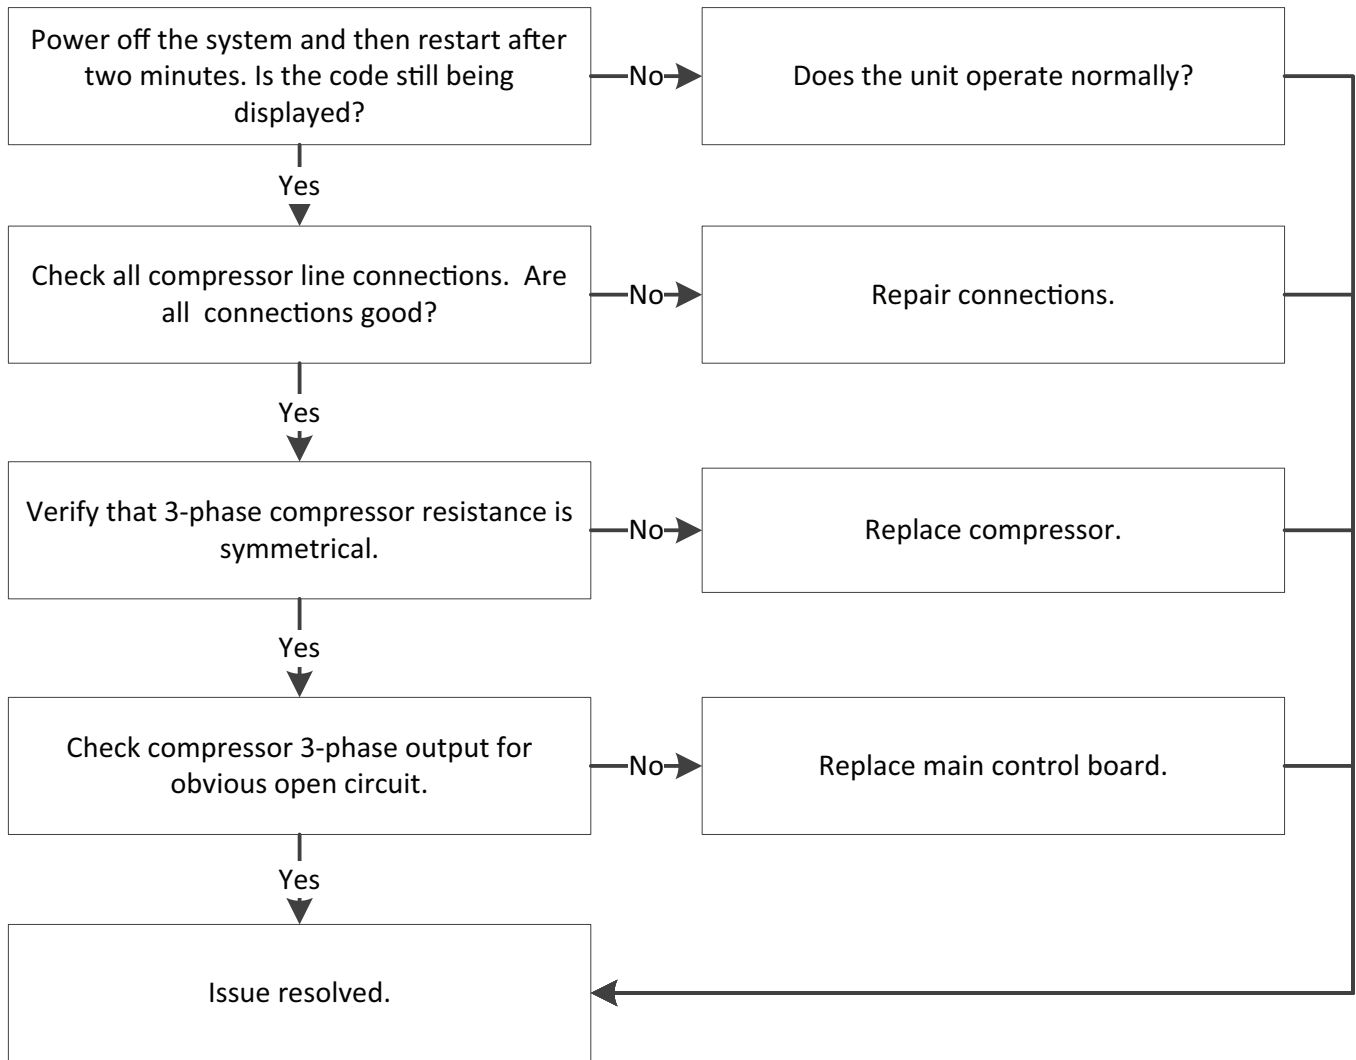 Power off the system and then restart after
two minutes. Is the code still being
displayed?
No
Does the unit operate normally?
Yes
Check all compressor line connections.  Are
all  connections good?
No
Repair connections.
Yes
Verify that 3-phase compressor resistance is
symmetrical.
No
Replace compressor.
Yes
Check compressor 3-phase output for
obvious open circuit.
No
Replace main control board.
Yes
Issue resolved.